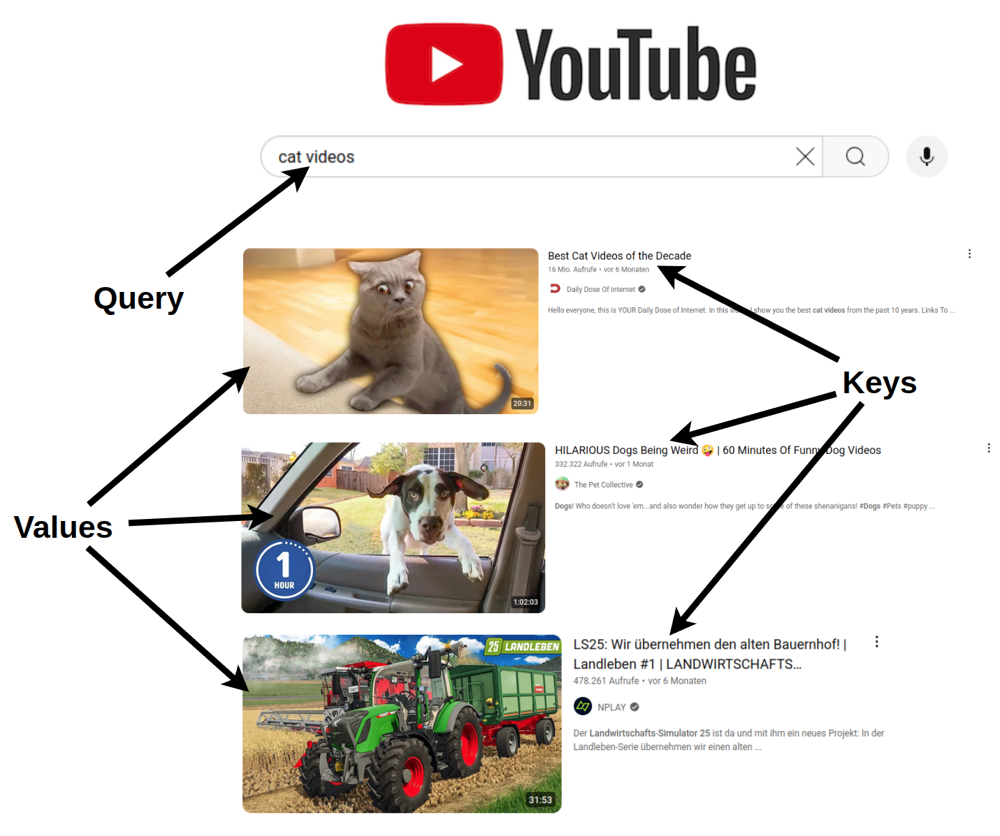 YouTube
cat videos
Query
Best Cat Videos of the Decade
16 Mio. Aufrufe • vor 6 Monaten
Daily Dose Of Internet
Hello everyone, this is YOUR Daily Dose of Internet. In this I show you the best cat videos from the past 10 years. Links To ...
20:31
Keys
HILARIOUS Dogs Being Weird 🤪 | 60 Minutes Of Funny Dog Videos
332.322 Aufrufe • vor 1 Monat
The Pet Collective
Dogs! Who doesn't love 'em...and also wonder how they get up to some of these shenanigans! #Dogs #Pets #puppy ...
Values
1
HOUR
1:02:03
25 LANDLEBEN
LS25: Wir übernehmen den alten Bauernhof! |
Landleben #1 | LANDWIRTSCHAFTS...
478.261 Aufrufe • vor 6 Monaten
NPLAY
Der Landwirtschafts-Simulator 25 ist da und mit ihm ein neues Projekt: In der
Landleben-Serie übernehmen wir einen alten ...
31:53